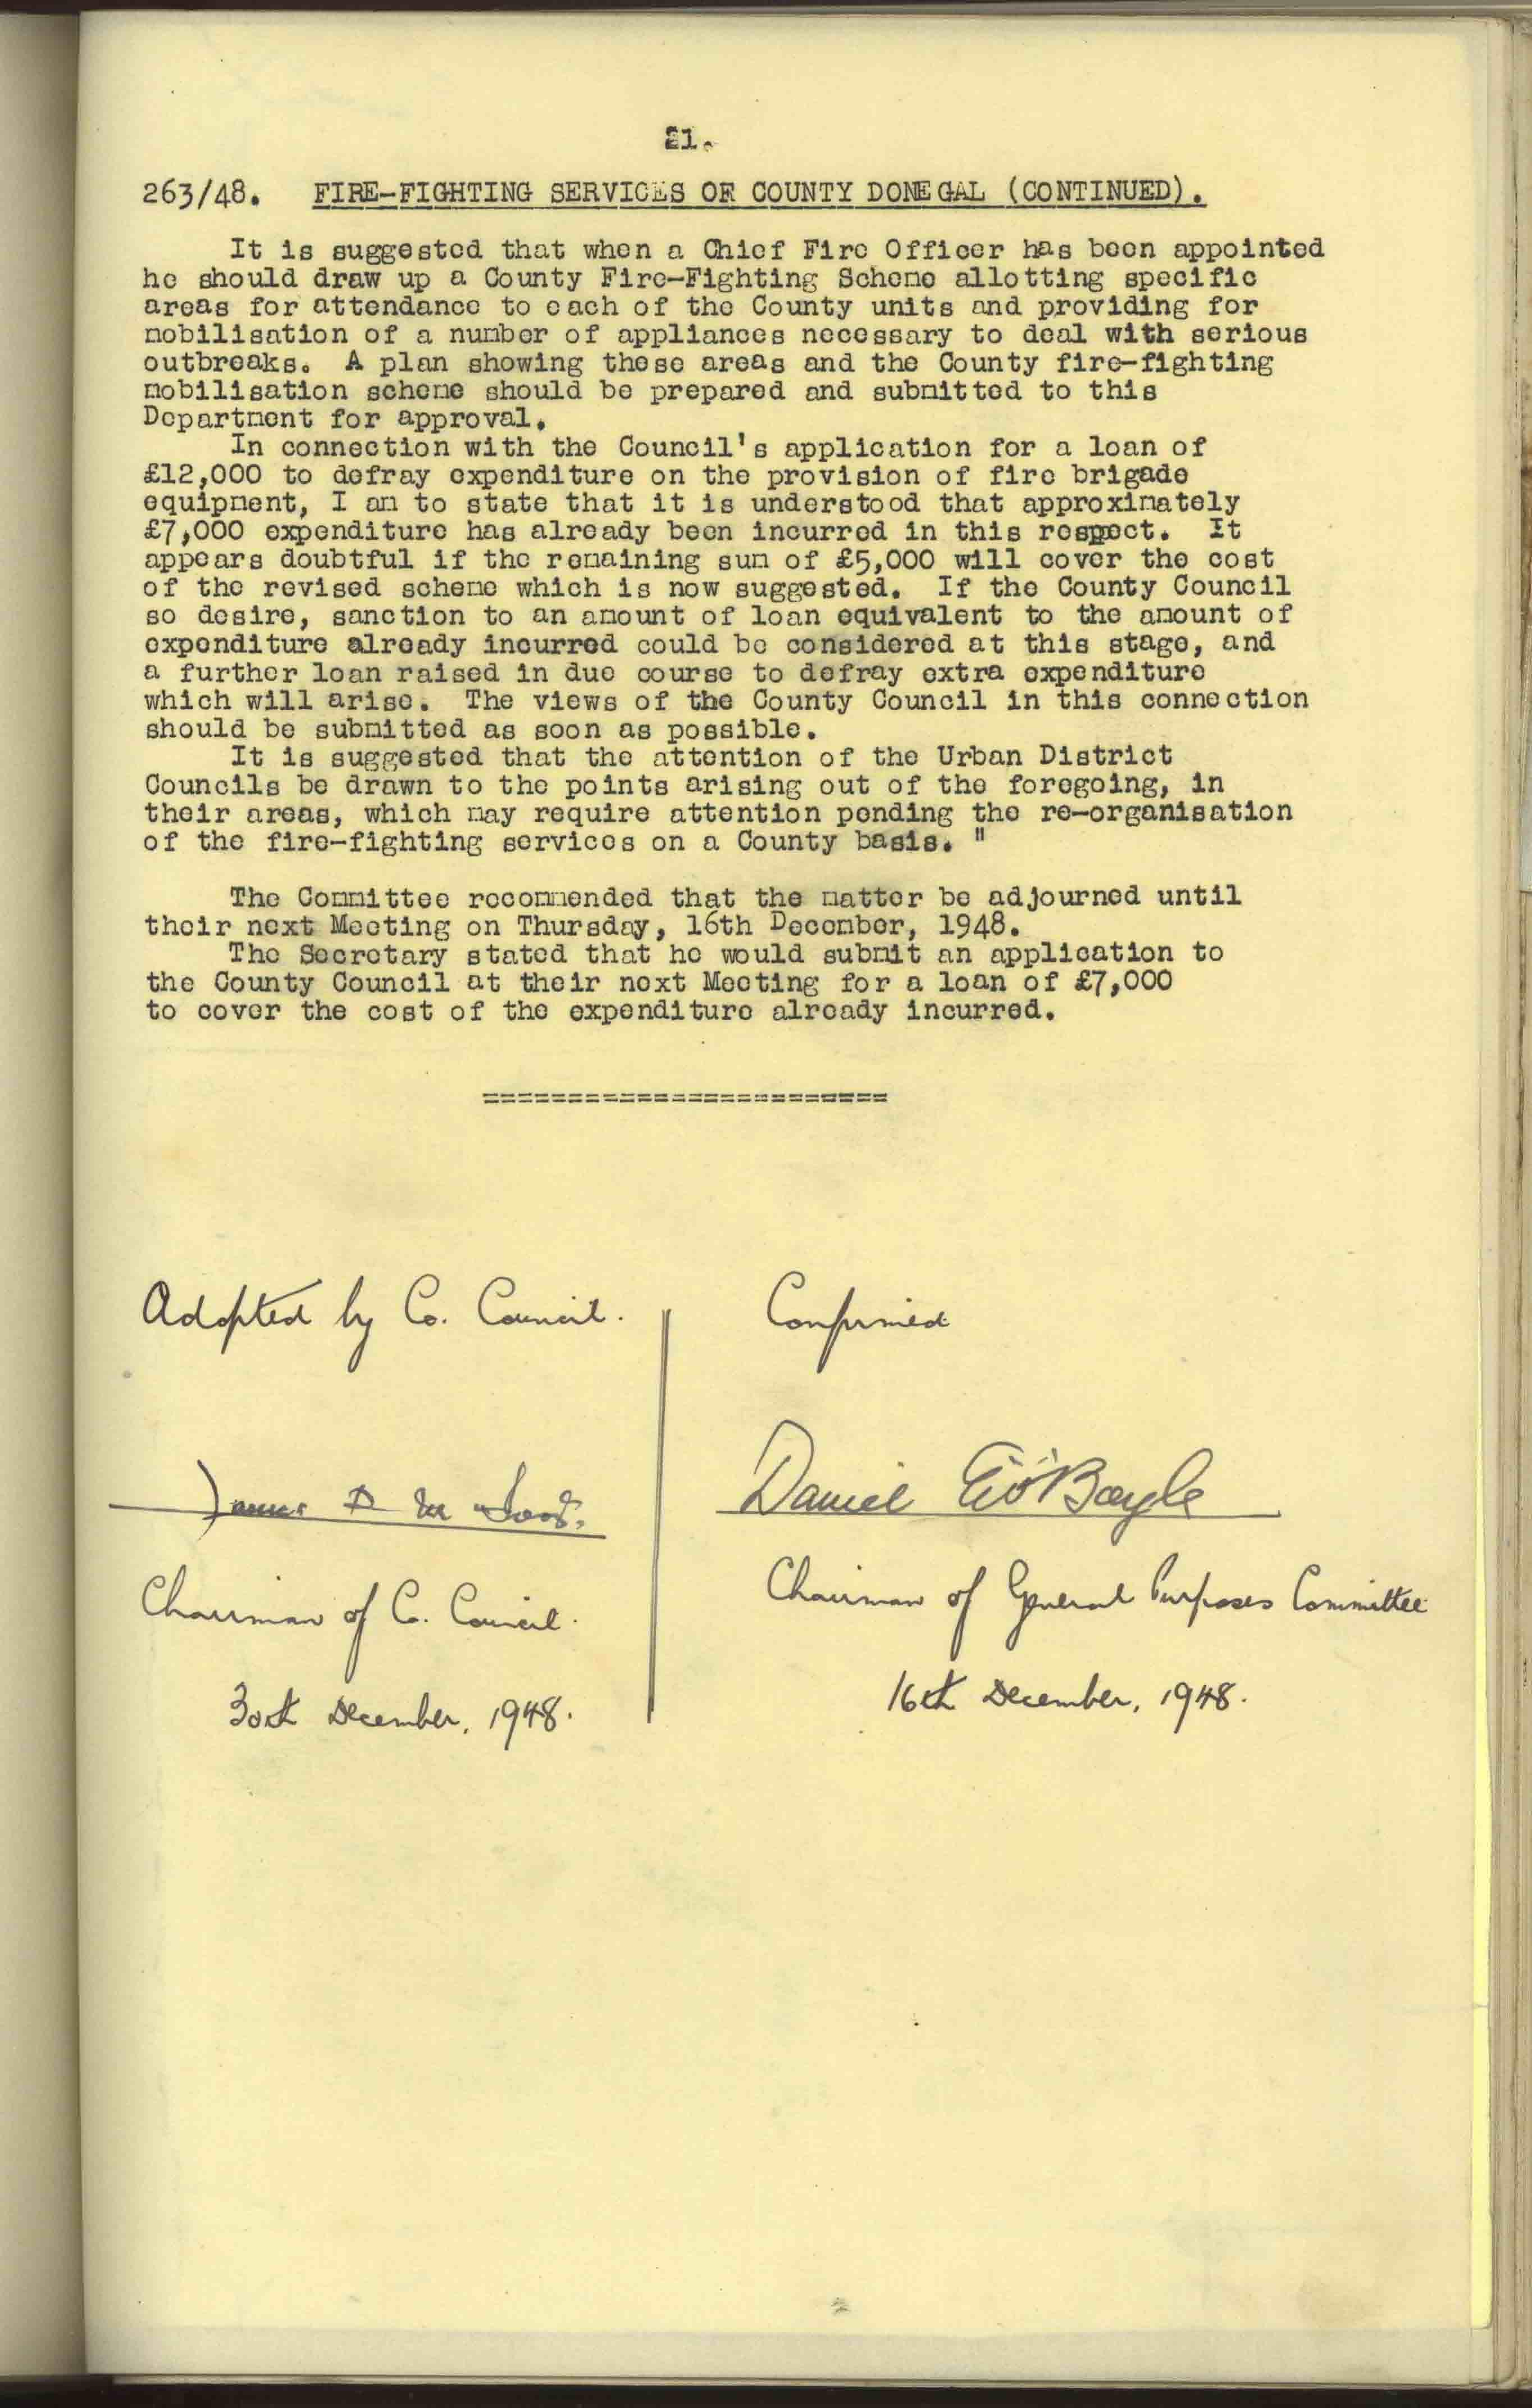 21.
263/48. FIRE-FIGHTING SERVICES OF COUNTY DONEGAL (CONTINUED).
It is suggested that when a Chief Fire Officer has been appointed
he should draw up a County Fire-Fighting Scheme allotting specific
areas for attendance to each of the County units and providing for
mobilisation of a number of appliances necessary to deal with serious
outbreaks. A plan showing these areas and the County fire-fighting
mobilisation scheme should be prepared and submitted to this
Department for approval.
In connection with the Council's application for a loan of
£12,000 to defray expenditure on the provision of fire brigade
equipment, I am to state that it is understood that approximately
£7,000 expenditure has already been incurred in this respect. It
appears doubtful if the remaining sum of £5,000 will cover the cost
of the revised scheme which is now suggested. If the County Council
so desire, sanction to an amount of loan equivalent to the amount of
expenditure already incurred could be considered at this stage, and
a further loan raised in due course to defray extra expenditure
which will arise. The views of the County Council in this connection
should be submitted as soon as possible.
It is suggested that the attention of the Urban District
Councils be drawn to the points arising out of the foregoing, in
their areas, which may require attention pending the re-organisation
of the fire-fighting services on a County basis. "
The Committee recommended that the matter be adjourned until
their next Meeting on Thursday, 16th December, 1948.
The Secretary stated that he would submit an application to
the County Council at their next Meeting for a loan of £7,000
to cover the cost of the expenditure already incurred.
========================
Adopted by Co. Council.
James D
Chairman of Co. Council.
30th December, 1948.
Confirmed
Daniel O'Boyle
Chairman of General Purposes Committee
16th December, 1948.